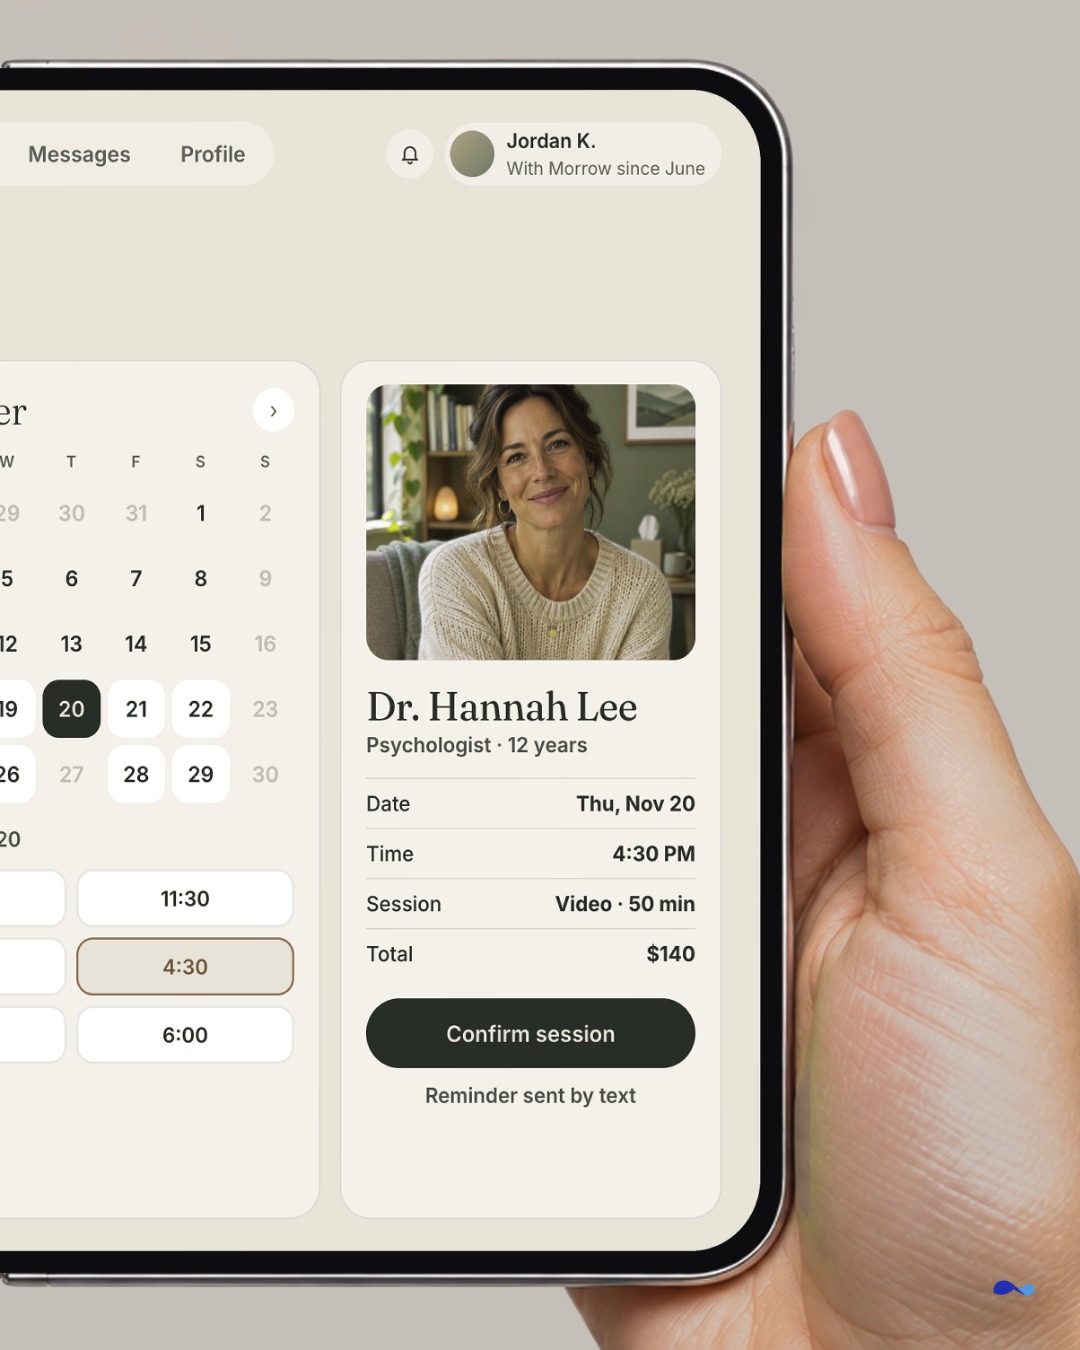 Messages Profile
Jordan K.
With Morrow since June
er
›
W T F S S
29 30 31 1 2
5 6 7 8 9
12 13 14 15 16
19 20 21 22 23
26 27 28 29 30
20
11:30
4:30
6:00
Dr. Hannah Lee
Psychologist · 12 years
Date Thu, Nov 20
Time 4:30 PM
Session Video · 50 min
Total $140
Confirm session
Reminder sent by text